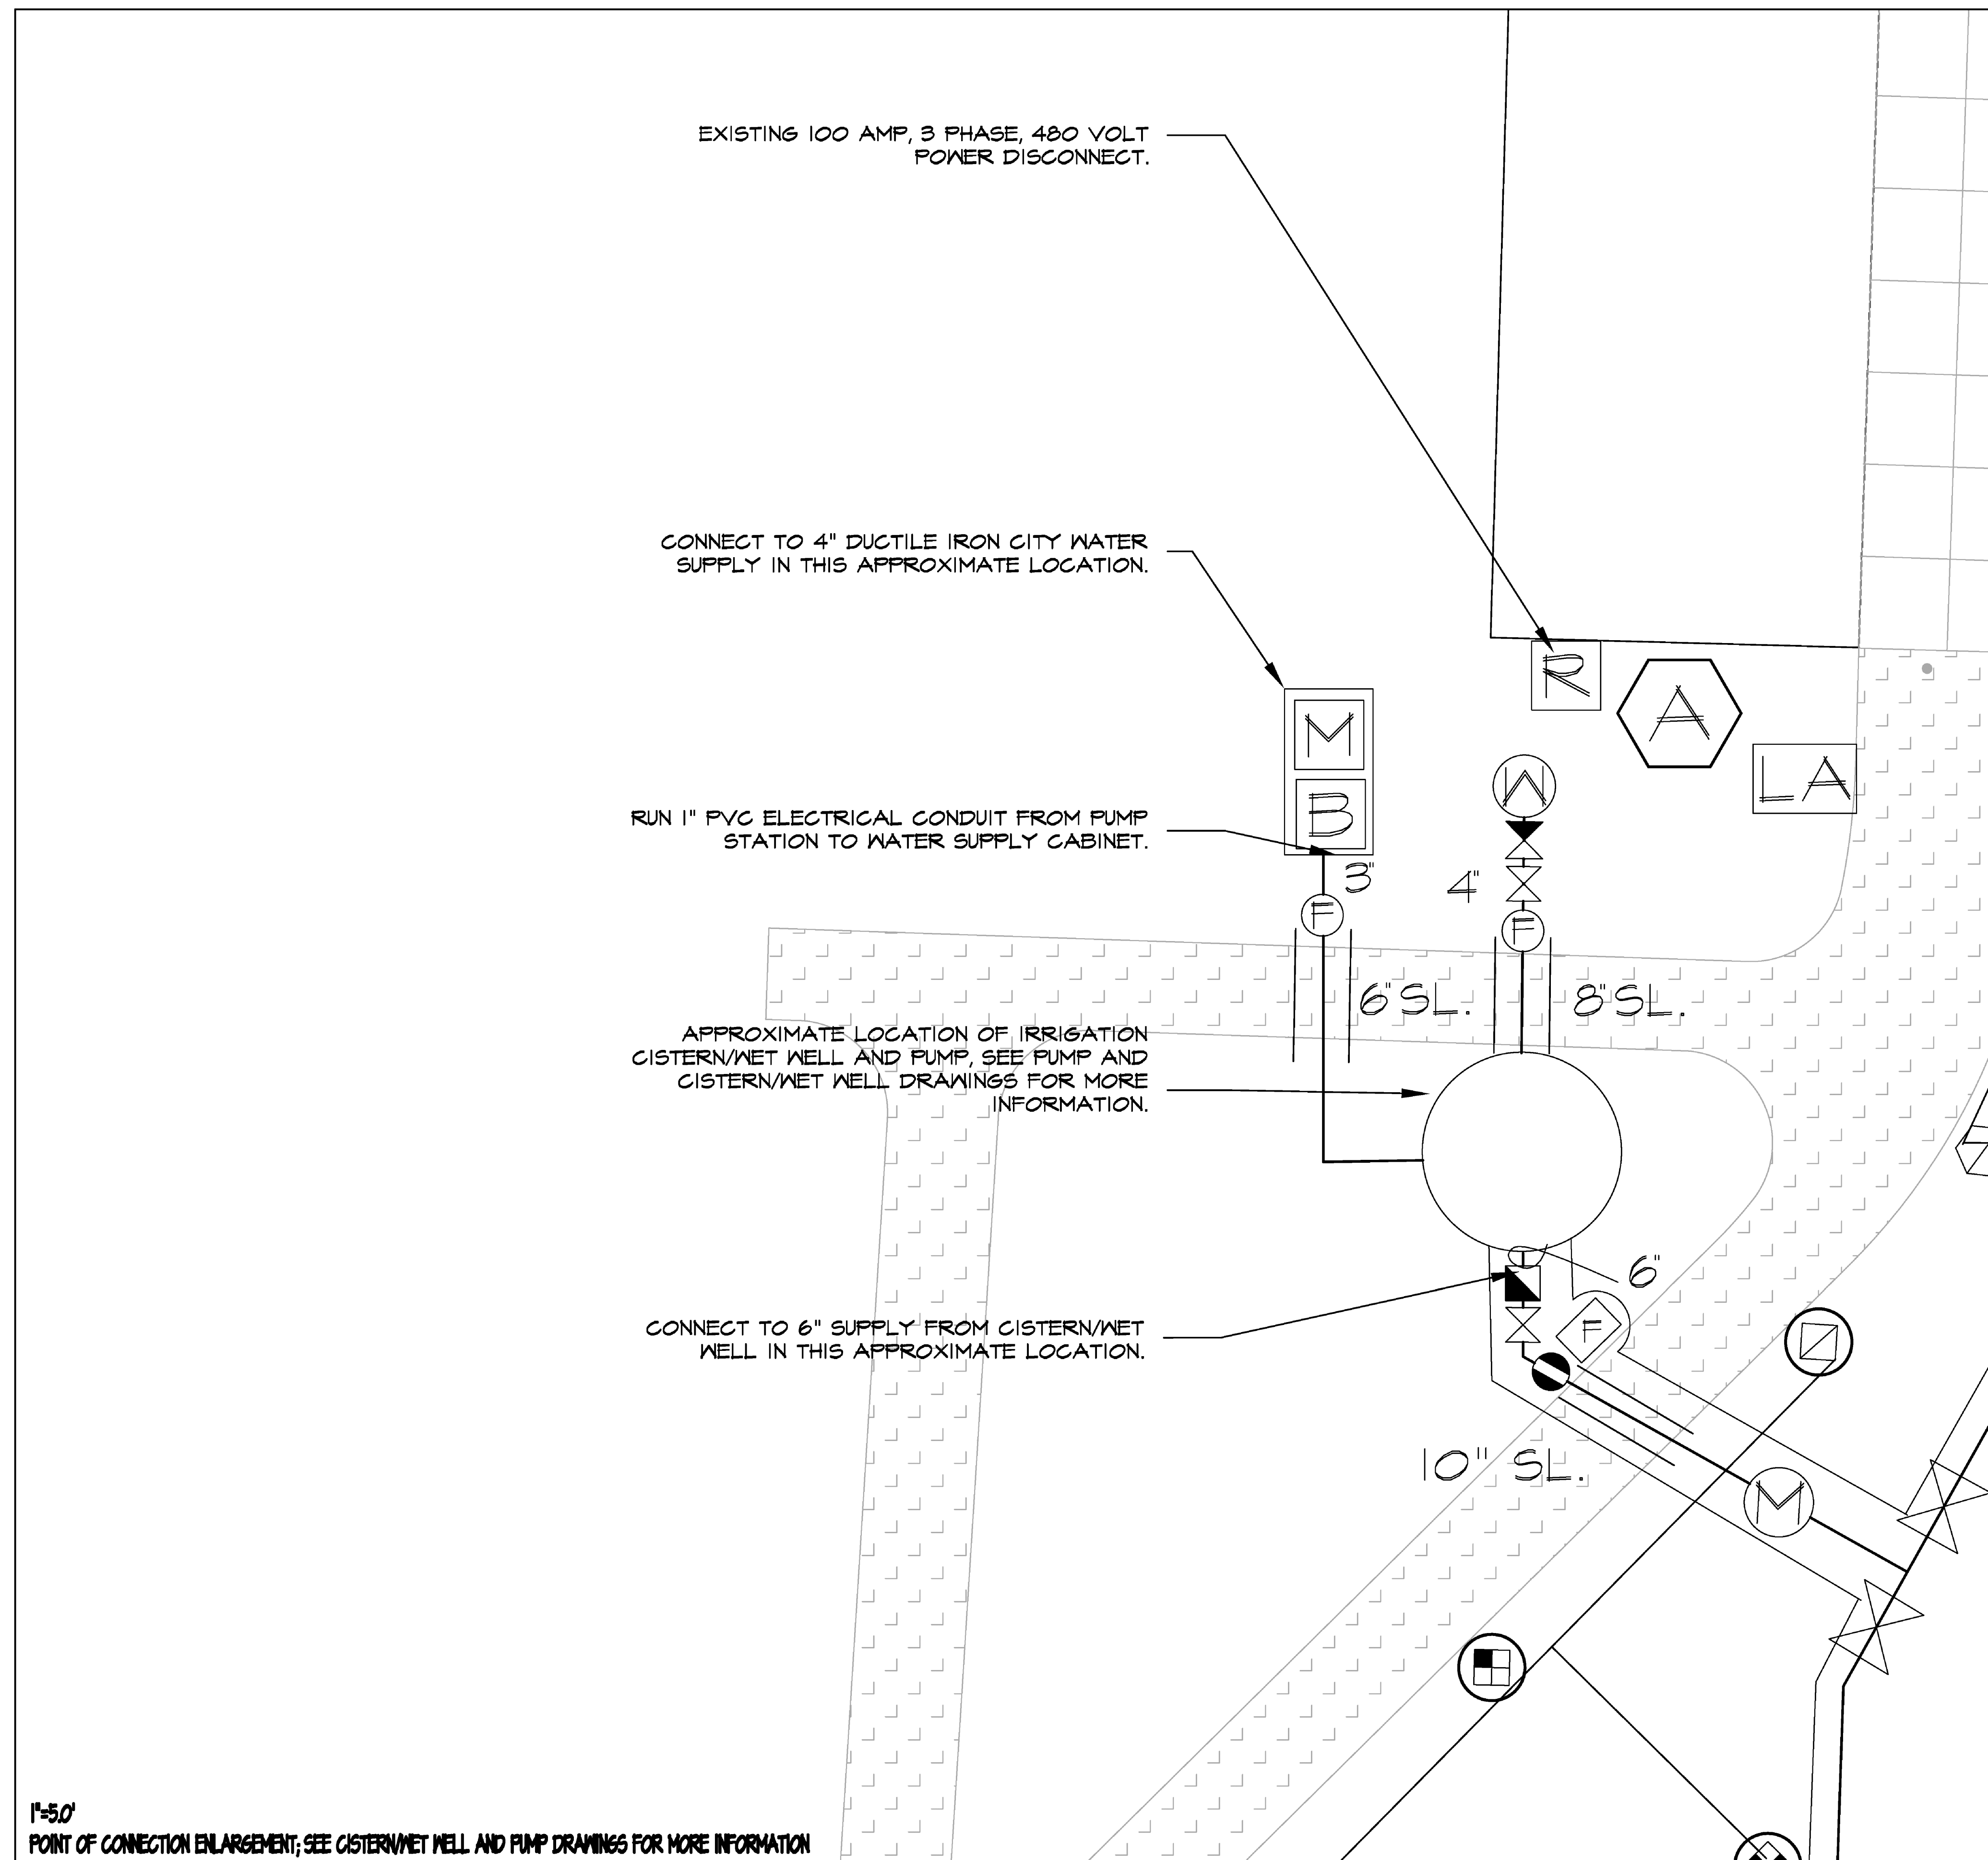 EXISTING 100 AMP, 3 PHASE, 480 VOLT
POWER DISCONNECT.
CONNECT TO 4" DUCTILE IRON CITY WATER
SUPPLY IN THIS APPROXIMATE LOCATION.
R
A
LA
M
B
W
RUN 1" PVC ELECTRICAL CONDUIT FROM PUMP
STATION TO WATER SUPPLY CABINET.
3"
4"
F
F
6"SL.
8"SL.
APPROXIMATE LOCATION OF IRRIGATION
CISTERN/WET WELL AND PUMP, SEE PUMP AND
CISTERN/WET WELL DRAWINGS FOR MORE
INFORMATION.
6"
CONNECT TO 6" SUPPLY FROM CISTERN/WET
WELL IN THIS APPROXIMATE LOCATION.
F
10" SL.
M
1"=5.0'
POINT OF CONNECTION ENLARGEMENT; SEE CISTERN/WET WELL AND PUMP DRAWINGS FOR MORE INFORMATION